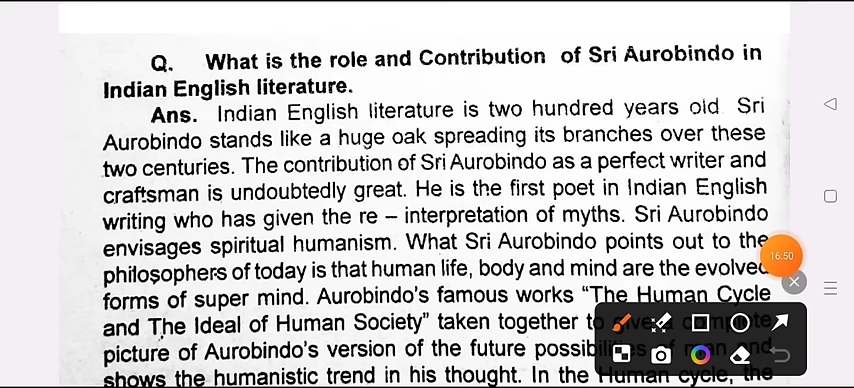 Q. What is the role and Contribution of Sri Aurobindo in
Indian English literature.
Ans. Indian English literature is two hundred years old Sri
Aurobindo stands like a huge oak spreading its branches over these
two centuries. The contribution of Sri Aurobindo as a perfect writer and
craftsman is undoubtedly great. He is the first poet in Indian English
writing who has given the re – interpretation of myths. Sri Aurobindo
envisages spiritual humanism. What Sri Aurobindo points out to the
philosophers of today is that human life, body and mind are the evolved
16:50
forms of super mind. Aurobindo's famous works “The Human Cycle
and The Ideal of Human Society” taken together to give a complete
picture of Aurobindo's version of the future possibilities of man and
shows the humanistic trend in his thought. In the Human cycle, the